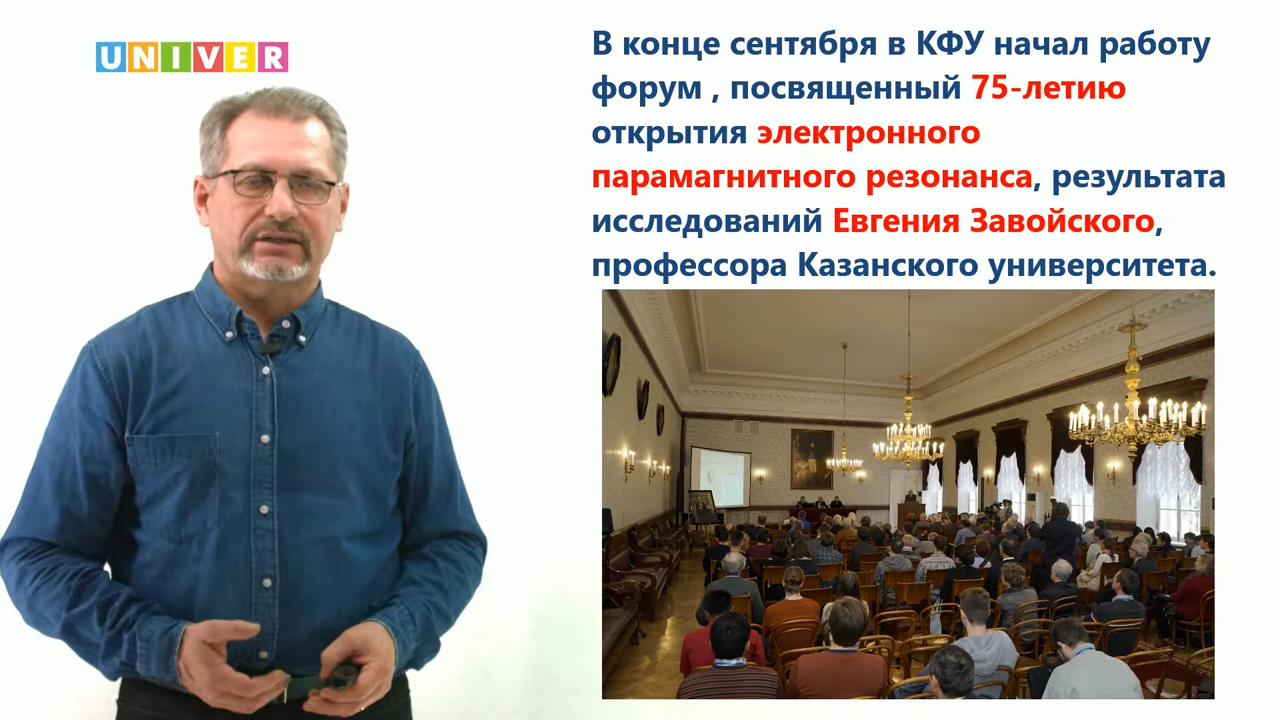 UNIVER
В конце сентября в КФУ начал работу
форум , посвященный 75-летию
открытия электронного
парамагнитного резонанса, результата
исследований Евгения Завойского,
профессора Казанского университета.